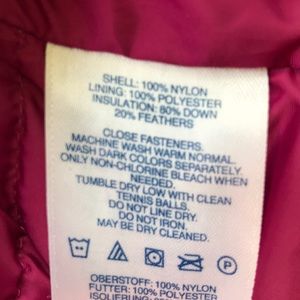 SHELL: 100% NYLON
LINING: 100% POLYESTER
INSULATION: 80% DOWN
20% FEATHERS
CLOSE FASTENERS.
MACHINE WASH WARM NORMAL.
WASH DARK COLORS SEPARATELY.
ONLY NON-CHLORINE BLEACH WHEN
NEEDED.
TUMBLE DRY LOW WITH CLEAN
TENNIS BALLS.
DO NOT LINE DRY.
DO NOT IRON.
MAY BE DRY CLEANED.
P
OBERSTOFF: 100% NYLON
FUTTER: 100% POLYESTER
ISOLIERUNG: